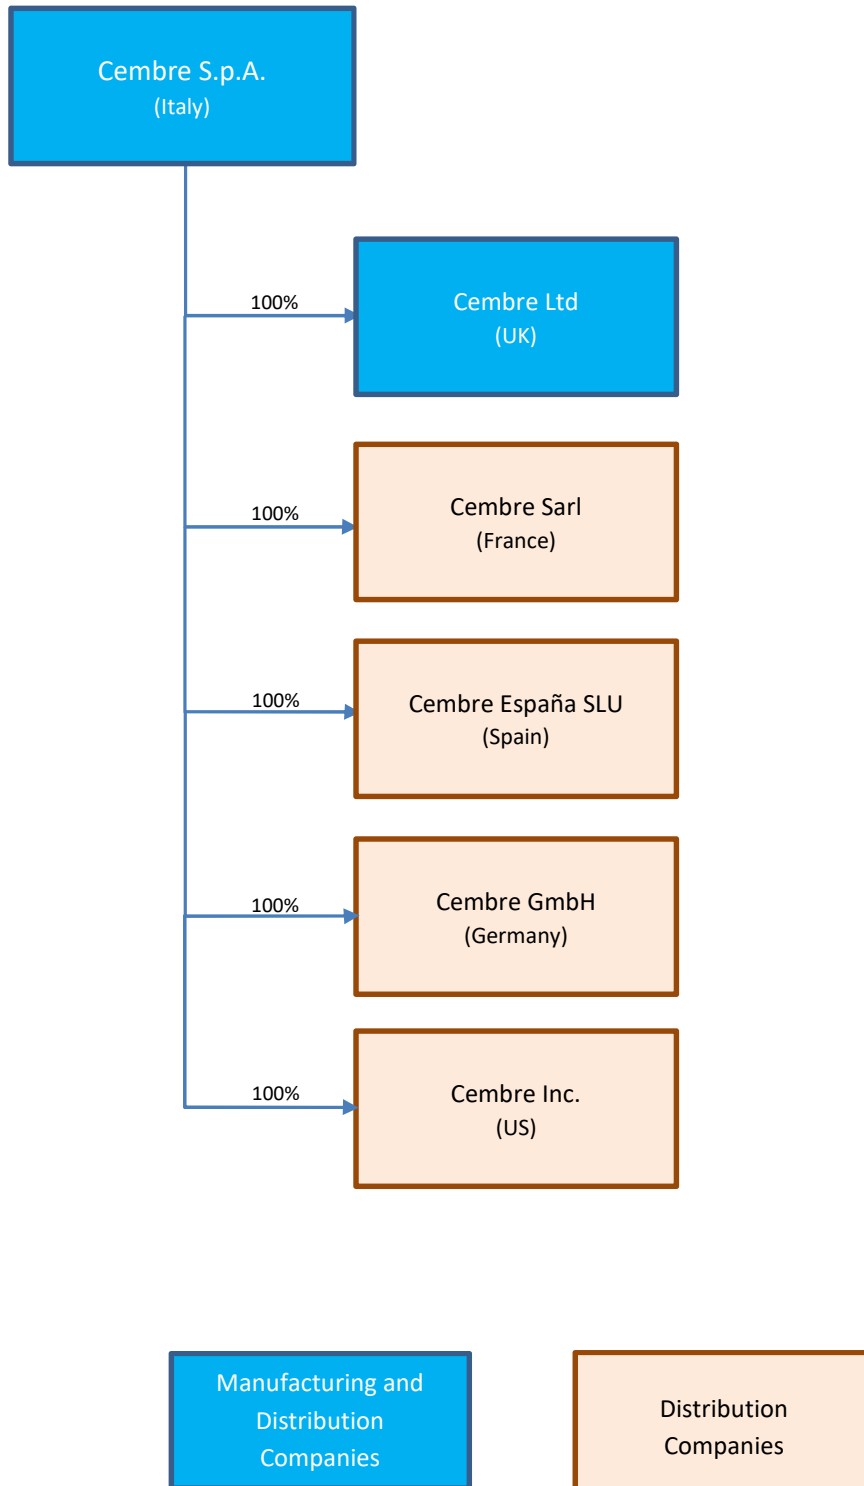 Cembre S.p.A.
(Italy)
100%
Cembre Ltd
(UK)
100%
Cembre Sarl
(France)
100%
Cembre España SLU
(Spain)
100%
Cembre GmbH
(Germany)
100%
Cembre Inc.
(US)
Manufacturing and
Distribution
Companies
Distribution
Companies